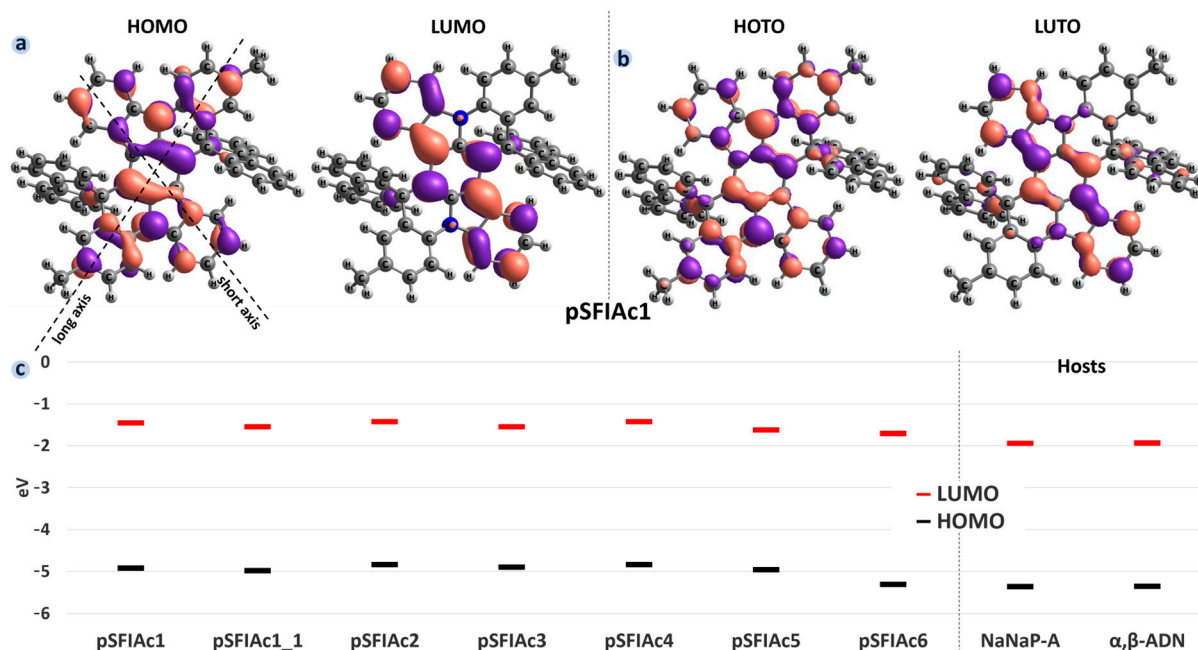 HOMO
LUMO
HOTO
LUTO
a
b
long axis
short axis
pSFIAc1
c
Hosts
0
−1
−2
−3
−4
−5
−6
eV
LUMO
HOMO
pSFIAc1
pSFIAc1_1
pSFIAc2
pSFIAc3
pSFIAc4
pSFIAc5
pSFIAc6
NaNaP-A
α,β-ADN